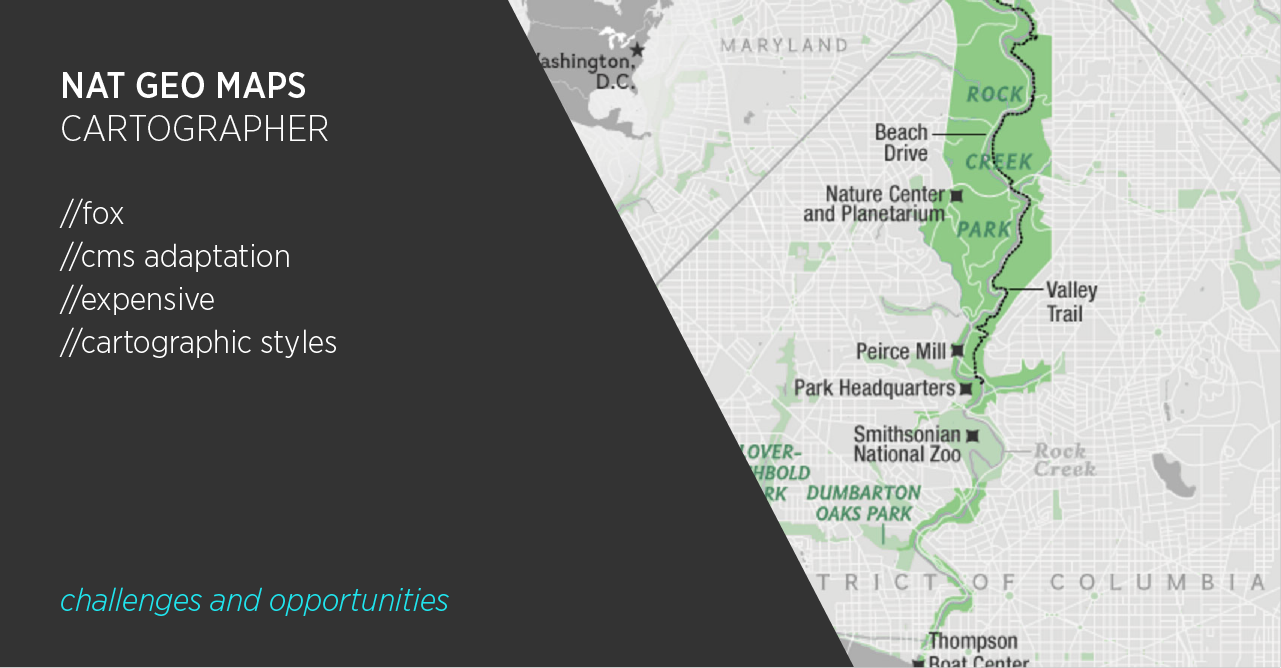 NAT GEO MAPS
CARTOGRAPHER
//fox
//cms adaptation
//expensive
//cartographic styles
challenges and opportunities
ashington,
D.C.
MARYLAND
ROCK
CREEK
PARK
Beach
Drive
Nature Center
and Planetarium
Valley
Trail
Peirce Mill
Park Headquarters
Smithsonian
National Zoo
Rock
Creek
OVER-
HBOLD
RK
DUMBARTON
OAKS PARK
TRICT OF COLUMBIA
Thompson
Boat Center